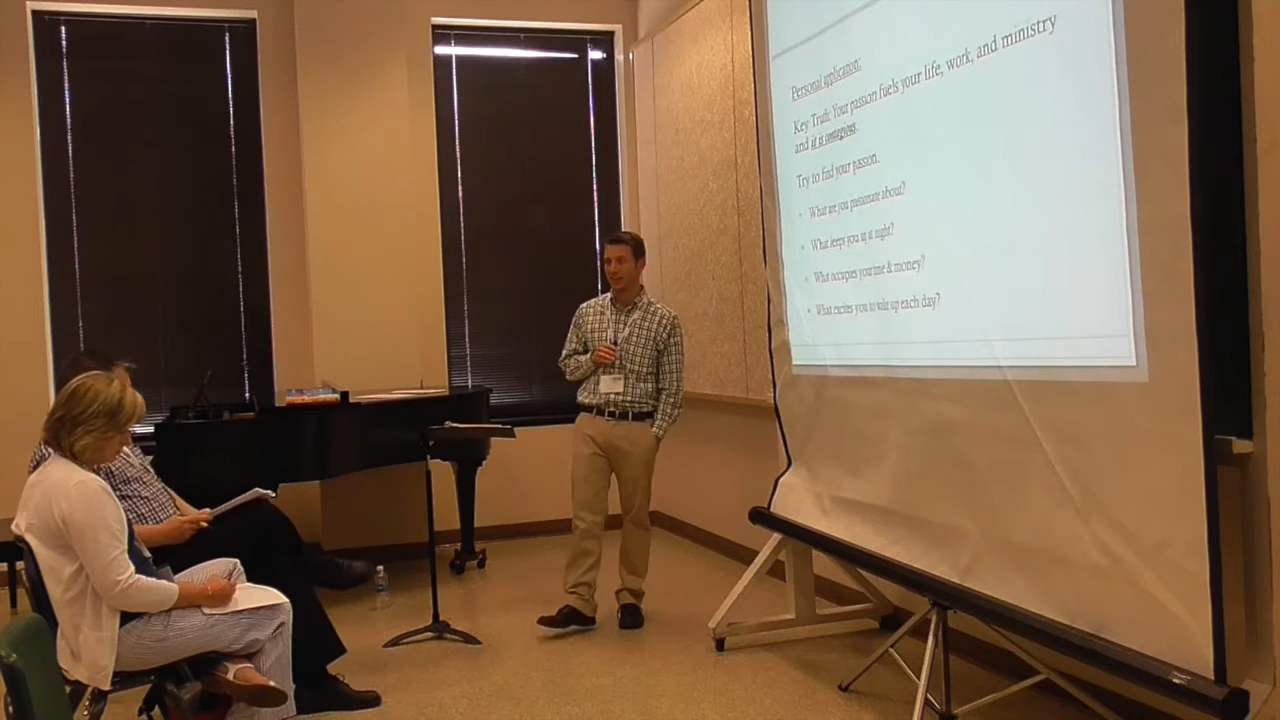 Personal application:
Key Truth: Your passion fuels your life, work, and ministry
and it is contagious.
Try to find your passion.
• What are you passionate about?
• What keeps you up at night?
• What occupies your time & money?
• What excites you to wake up each day?